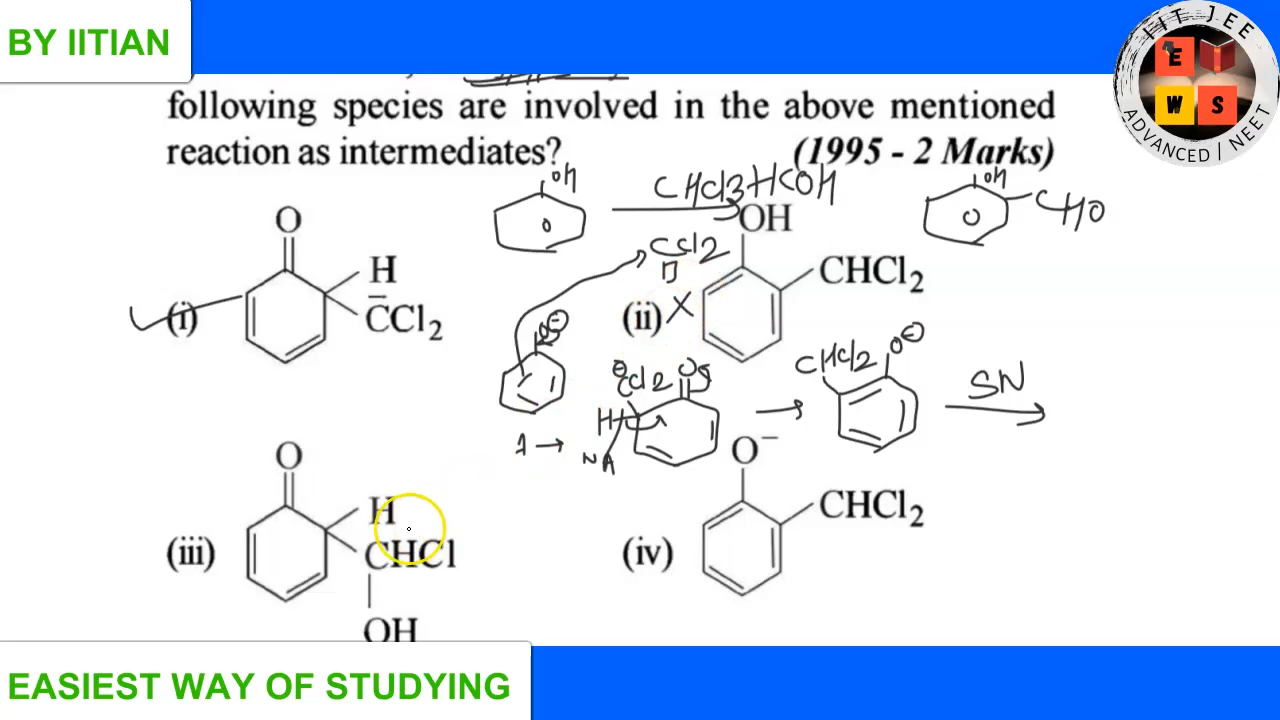 BY IITIAN
IIT JEE
E
W S
ADVANCED | NEET
following species are involved in the above mentioned
reaction as intermediates?
(1995 - 2 Marks)
OH
CHCl3+KOH
OH
CHO
O
H
C̄Cl2
(i)
CCl2
OH
CHCl2
(ii) X
O⊖
⊖CCl2
O
H
CHCl2
O⊖
SN
O
H
CHCl
OH
(iii)
O−
CHCl2
(iv)
EASIEST WAY OF STUDYING